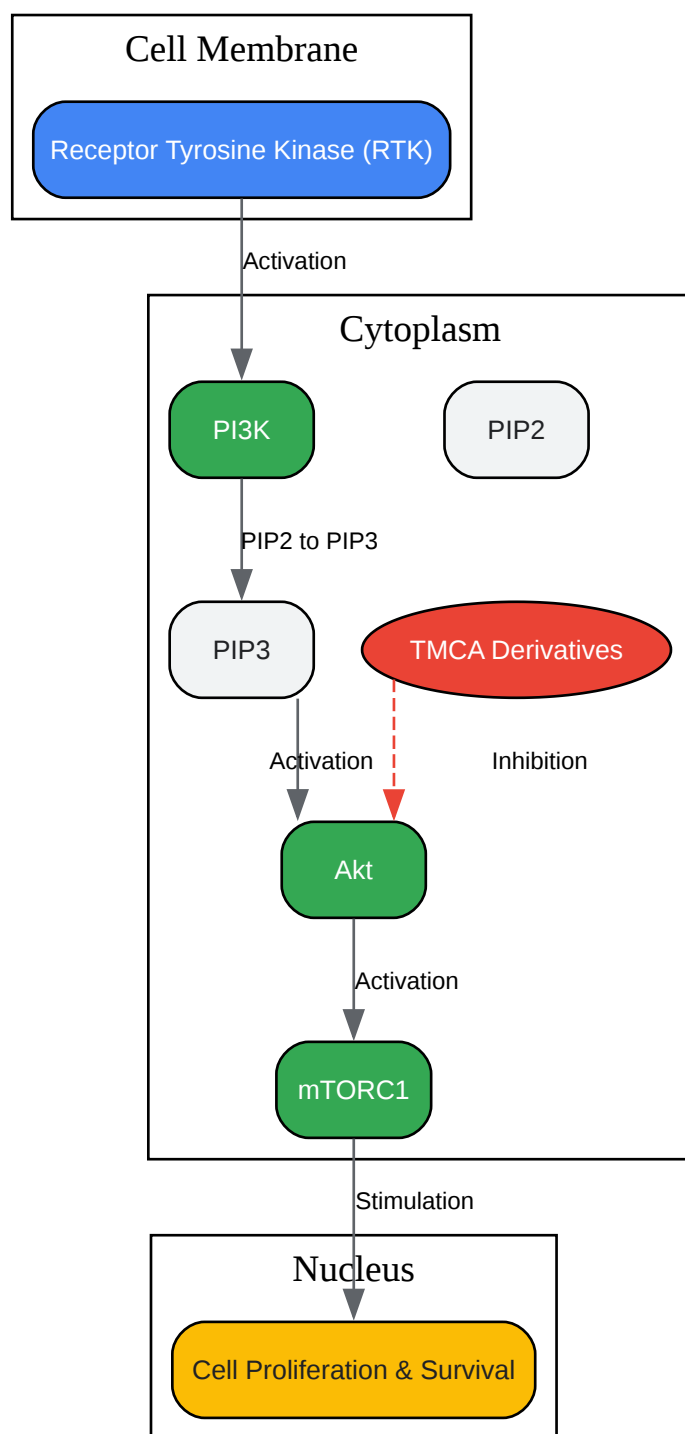 Cell Membrane
Receptor Tyrosine Kinase (RTK)
Activation
Cytoplasm
PI3K
PIP2
PIP2 to PIP3
PIP3
TMCA Derivatives
Activation
Inhibition
Akt
Activation
mTORC1
Stimulation
Nucleus
Cell Proliferation & Survival